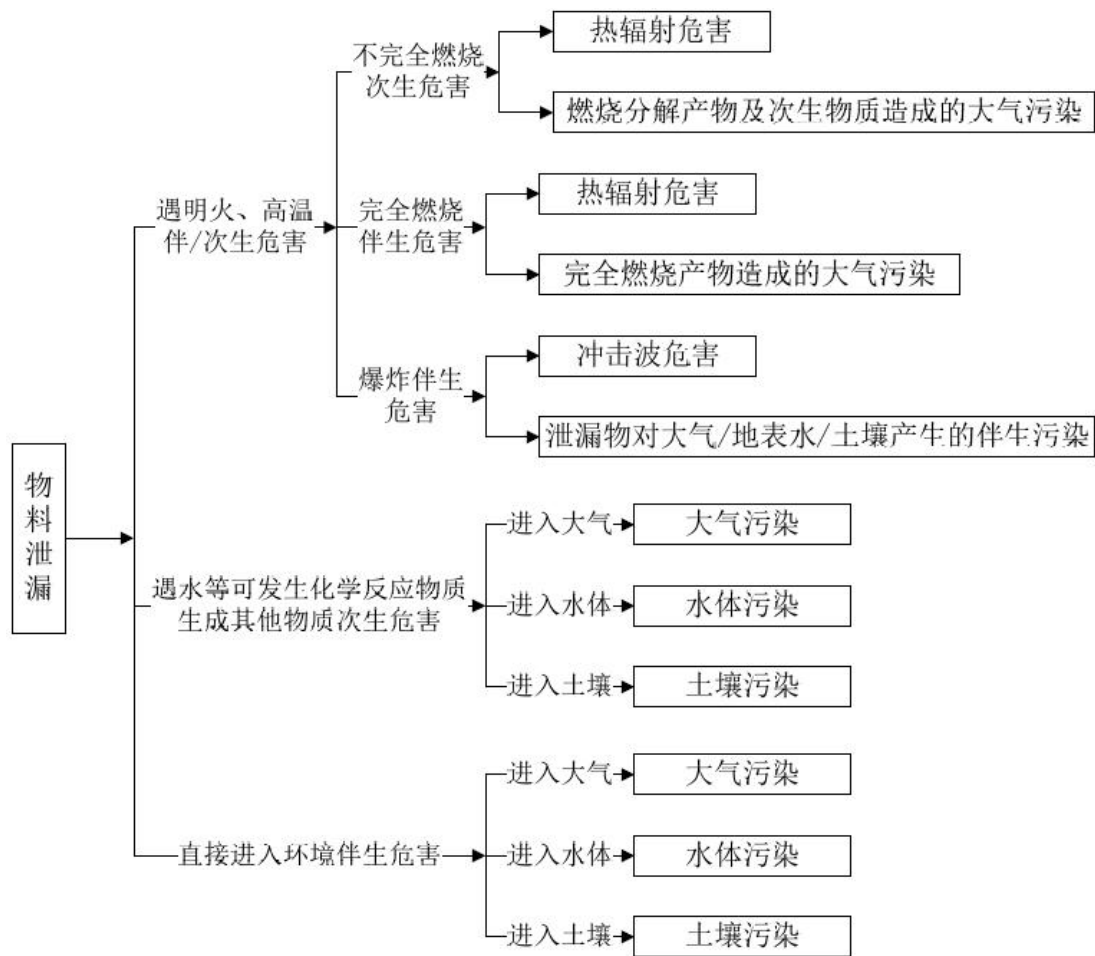 热辐射危害
不完全燃烧
次生危害
燃烧分解产物及次生物质造成的大气污染
热辐射危害
遇明火、高温
伴/次生危害
完全燃烧
伴生危害
完全燃烧产物造成的大气污染
冲击波危害
爆炸伴生
危害
泄漏物对大气/地表水/土壤产生的伴生污染
物
料
泄
漏
进入大气
大气污染
遇水等可发生化学反应物质
生成其他物质次生危害
进入水体
水体污染
进入土壤
土壤污染
进入大气
大气污染
直接进入环境伴生危害
进入水体
水体污染
进入土壤
土壤污染